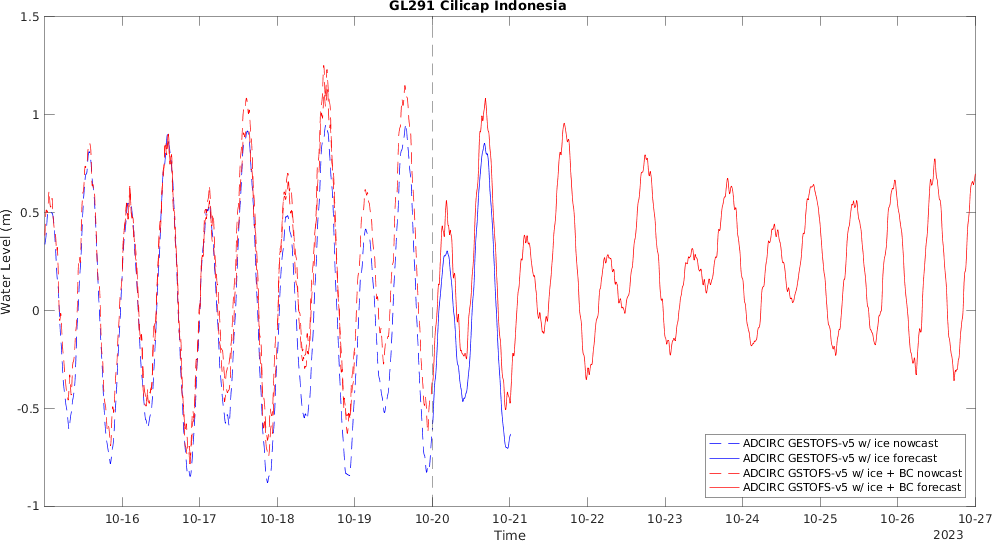 GL291 Cilicap Indonesia
1.5
1
0.5
0
-0.5
-1
Water Level (m)
10-16 10-17 10-18 10-19 10-20 10-21 10-22 10-23 10-24 10-25 10-26 10-27
Time
2023
ADCIRC GESTOFS-v5 w/ ice nowcast
ADCIRC GESTOFS-v5 w/ ice forecast
ADCIRC GSTOFS-v5 w/ ice + BC nowcast
ADCIRC GSTOFS-v5 w/ ice + BC forecast